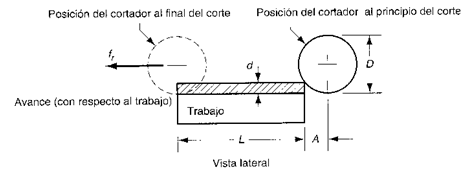 Posición del cortador al final del corte
Posición del cortador al principio del corte
fr
d
D
Avance (con respecto al trabajo)
Trabajo
L
A
Vista lateral